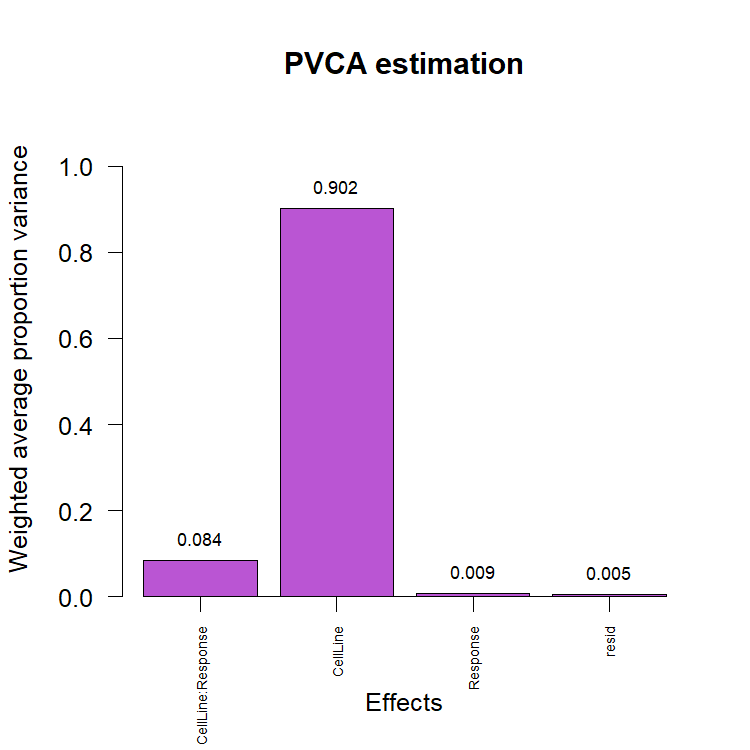 PVCA estimation
Weighted average proportion variance
1.0
0.8
0.6
0.4
0.2
0.0
0.084
0.902
0.009
0.005
CellLine:Response
CellLine
Response
resid
Effects